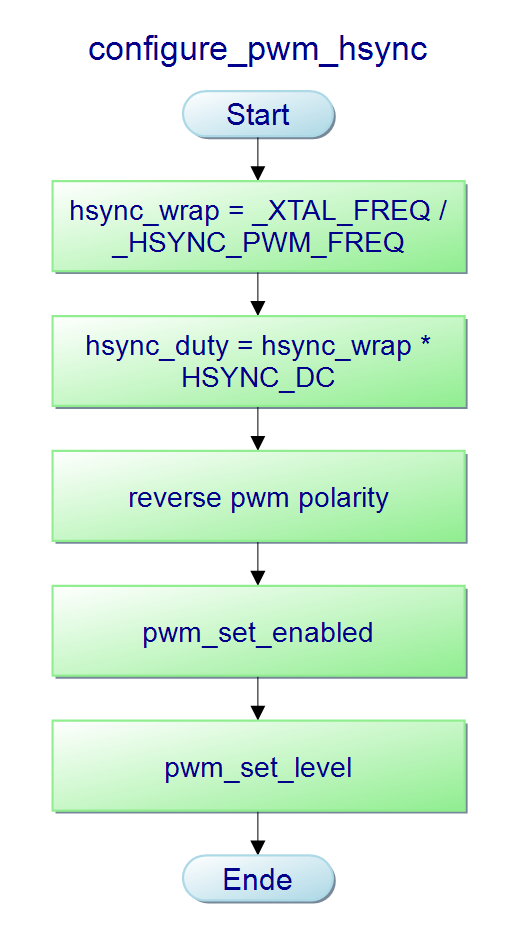 configure_pwm_hsync
Start
hsync_wrap = _XTAL_FREQ /
_HSYNC_PWM_FREQ
hsync_duty = hsync_wrap *
HSYNC_DC
reverse pwm polarity
pwm_set_enabled
pwm_set_level
Ende